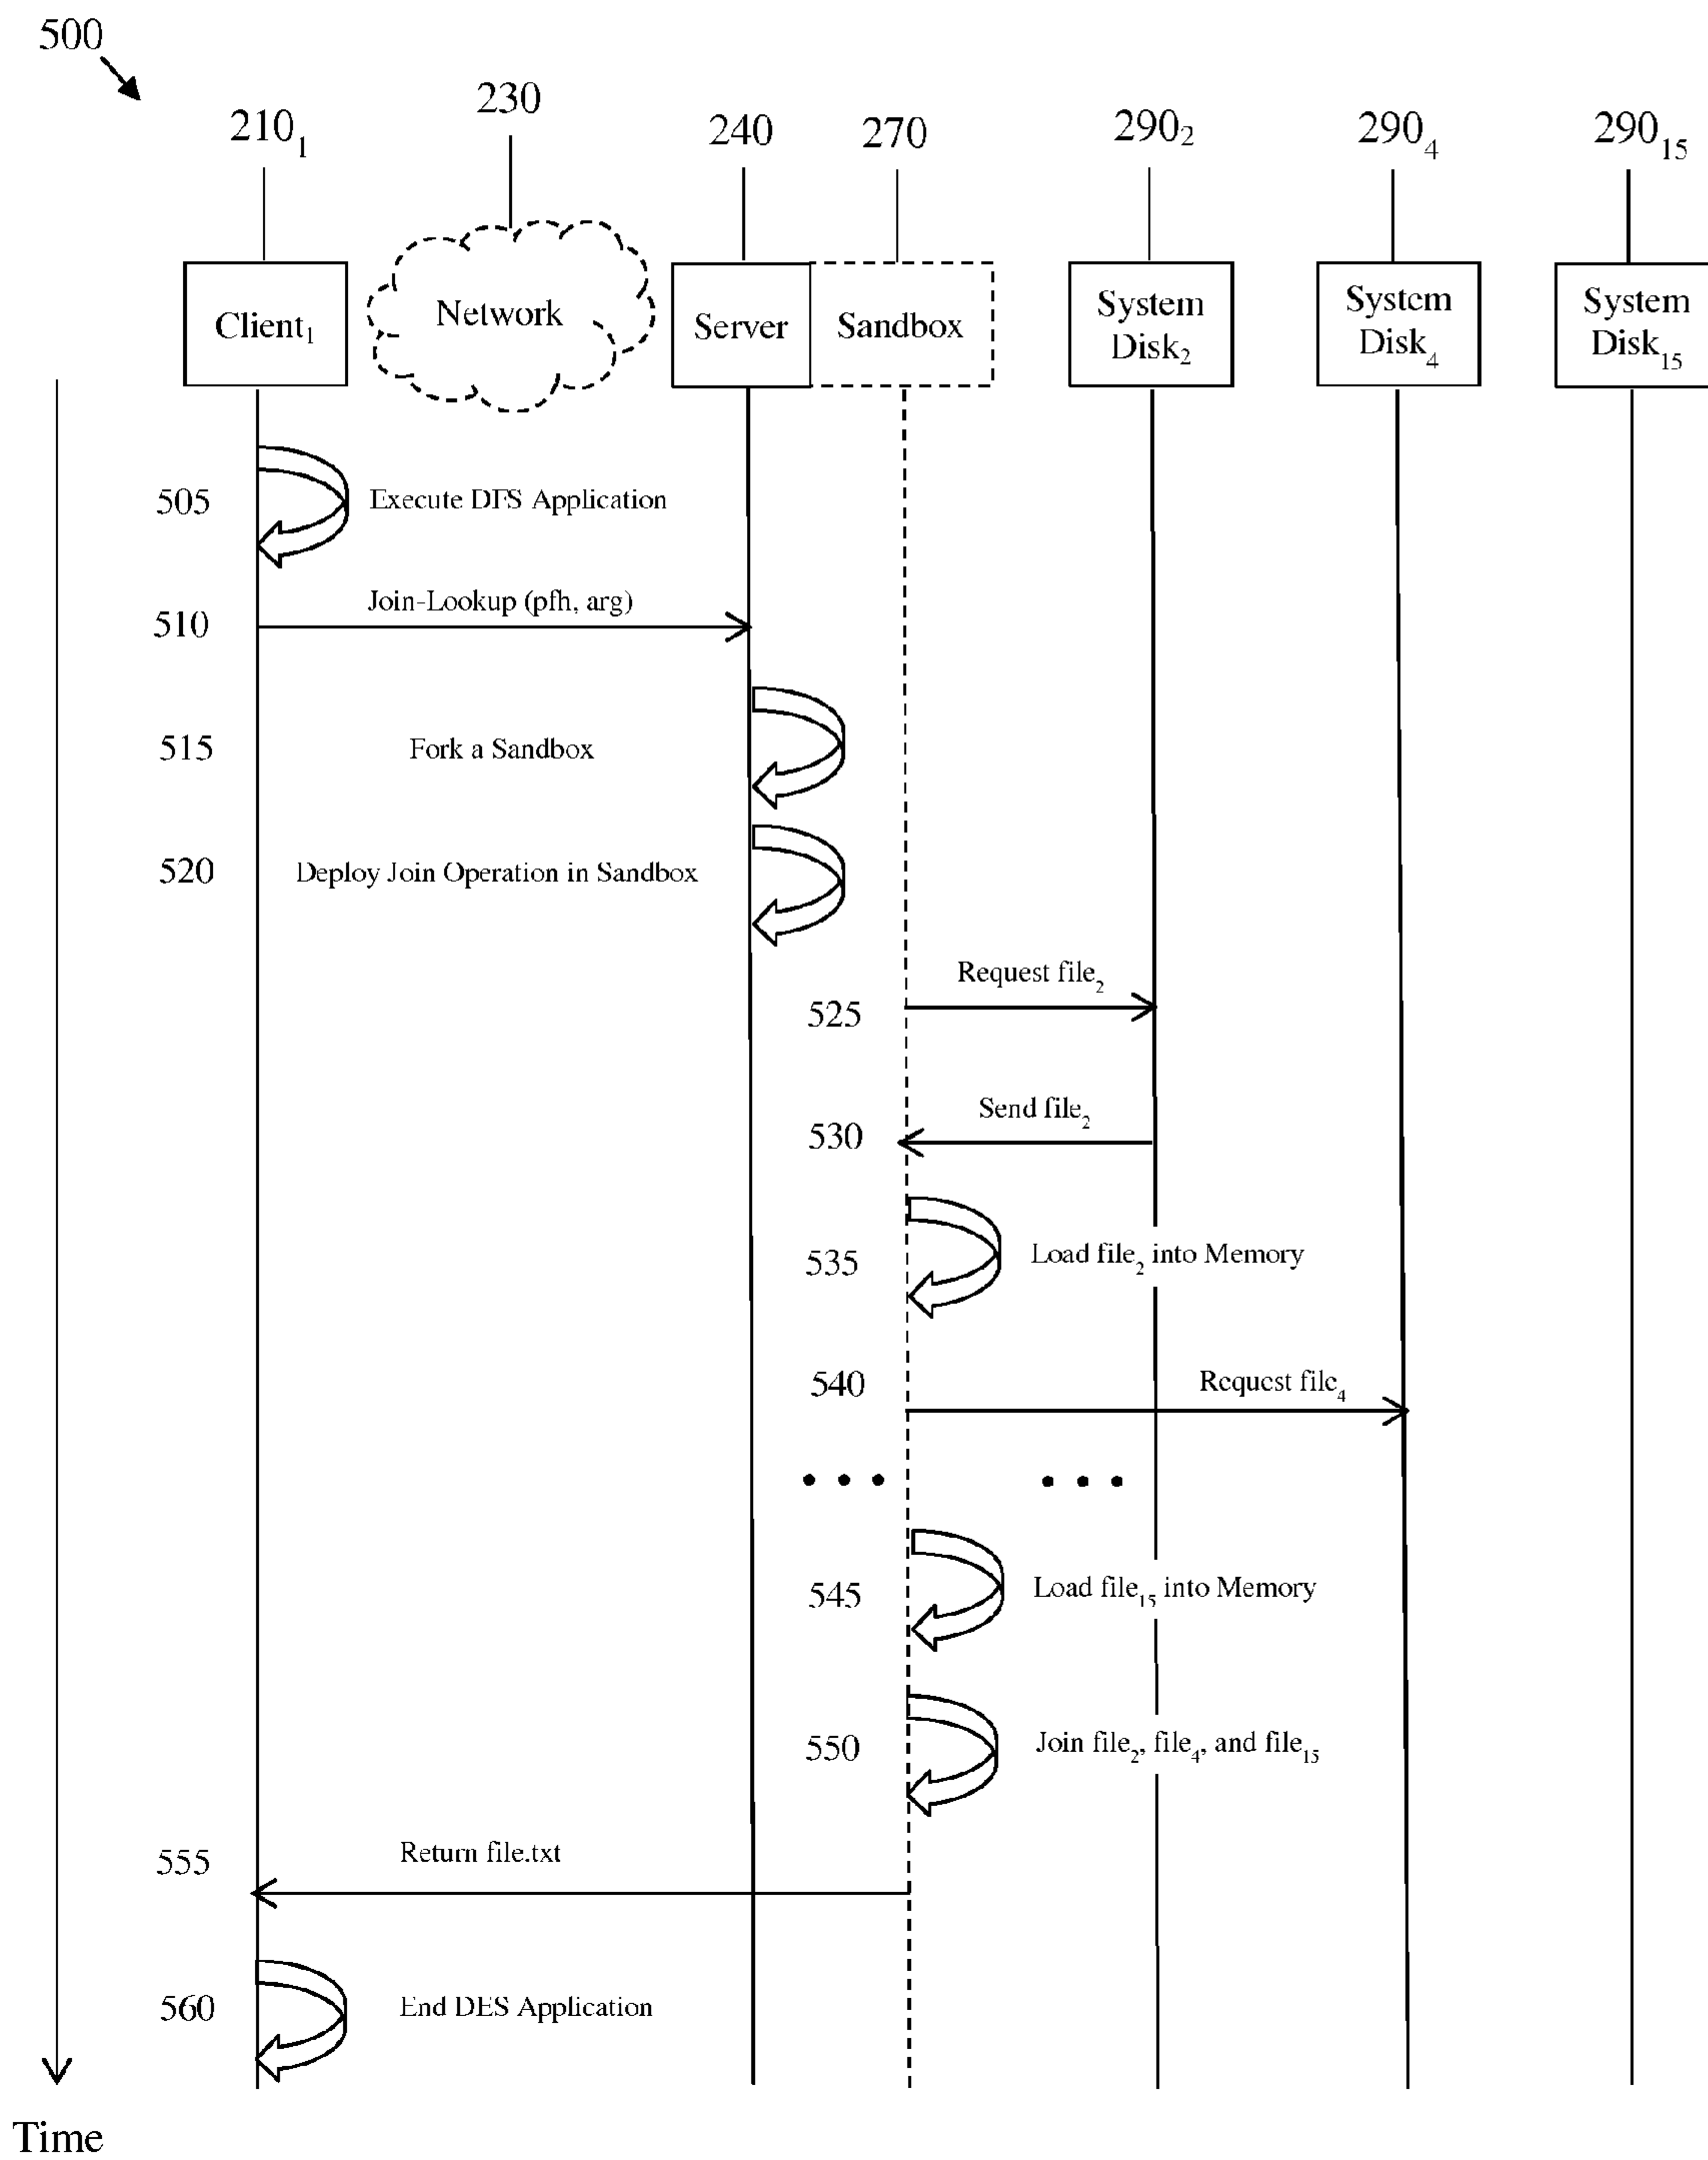 500
210₁
230
240
270
290₂
290₄
290₁₅
Client₁
Network
Server
Sandbox
System
Disk₂
System
Disk₄
System
Disk₁₅
505
Execute DFS Application
510
Join-Lookup (pfh, arg)
515
Fork a Sandbox
520
Deploy Join Operation in Sandbox
525
Request file₂
530
Send file₂
535
Load file₂ into Memory
540
Request file₄
• • •
• • •
545
Load file₁₅ into Memory
550
Join file₂, file₄, and file₁₅
555
Return file.txt
560
End DES Application
Time